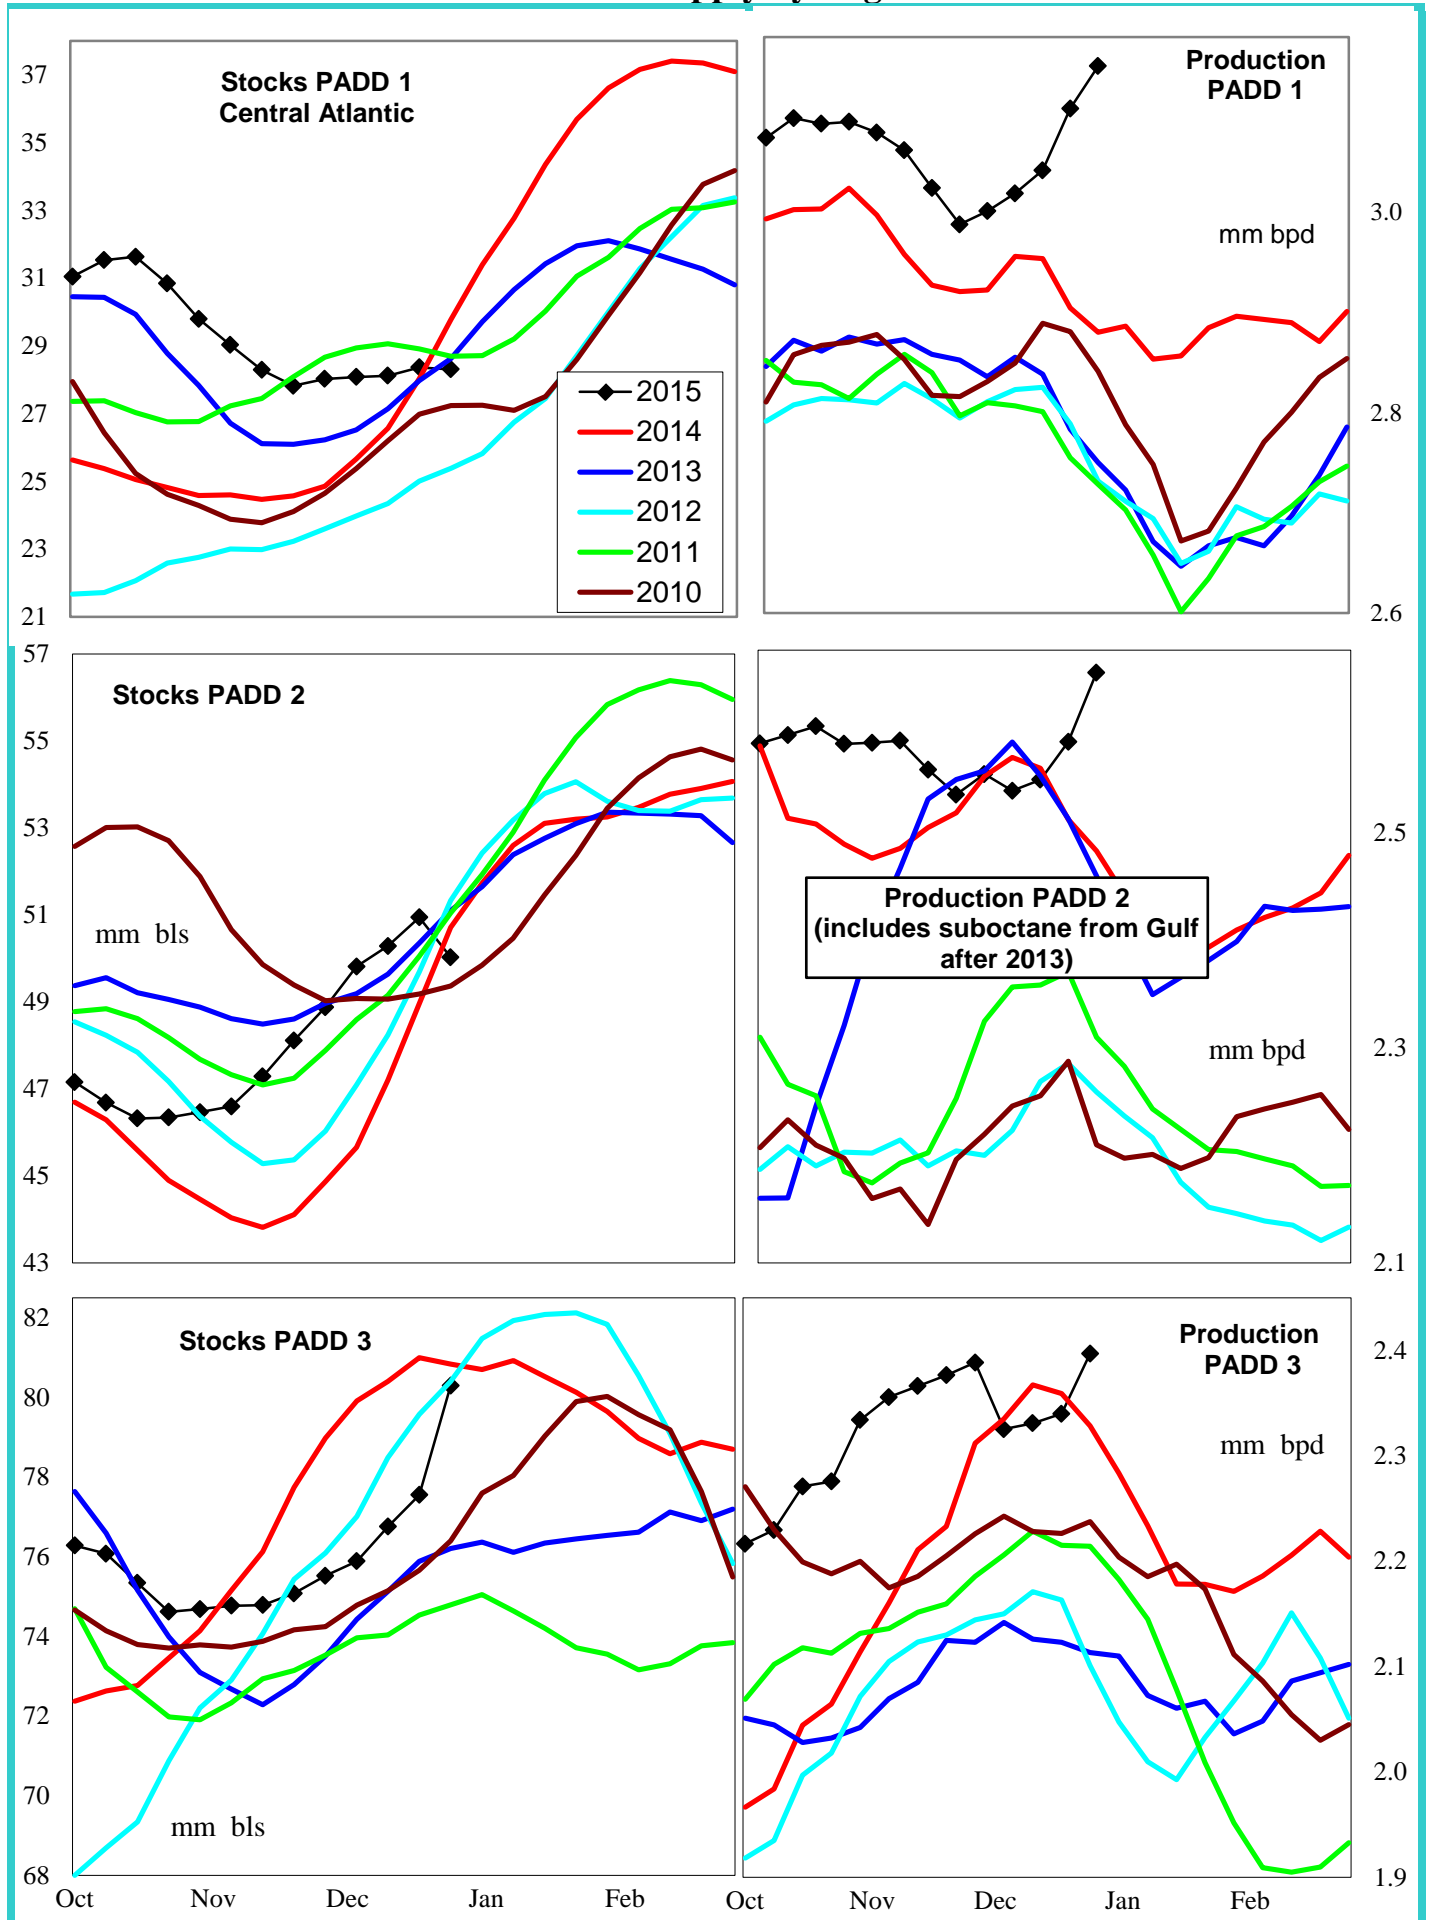 Stocks PADD 1
Central Atlantic
37
35
33
31
29
27
25
23
21
2015
2014
2013
2012
2011
2010
Production
PADD 1
mm bpd
3.0
2.8
2.6
Stocks PADD 2
mm bls
57
55
53
51
49
47
45
43
Production PADD 2
(includes suboctane from Gulf
after 2013)
mm bpd
2.5
2.3
2.1
Stocks PADD 3
mm bls
82
80
78
76
74
72
70
68
Oct Nov Dec Jan Feb
Production
PADD 3
mm bpd
2.4
2.3
2.2
2.1
2.0
1.9
Oct Nov Dec Jan Feb